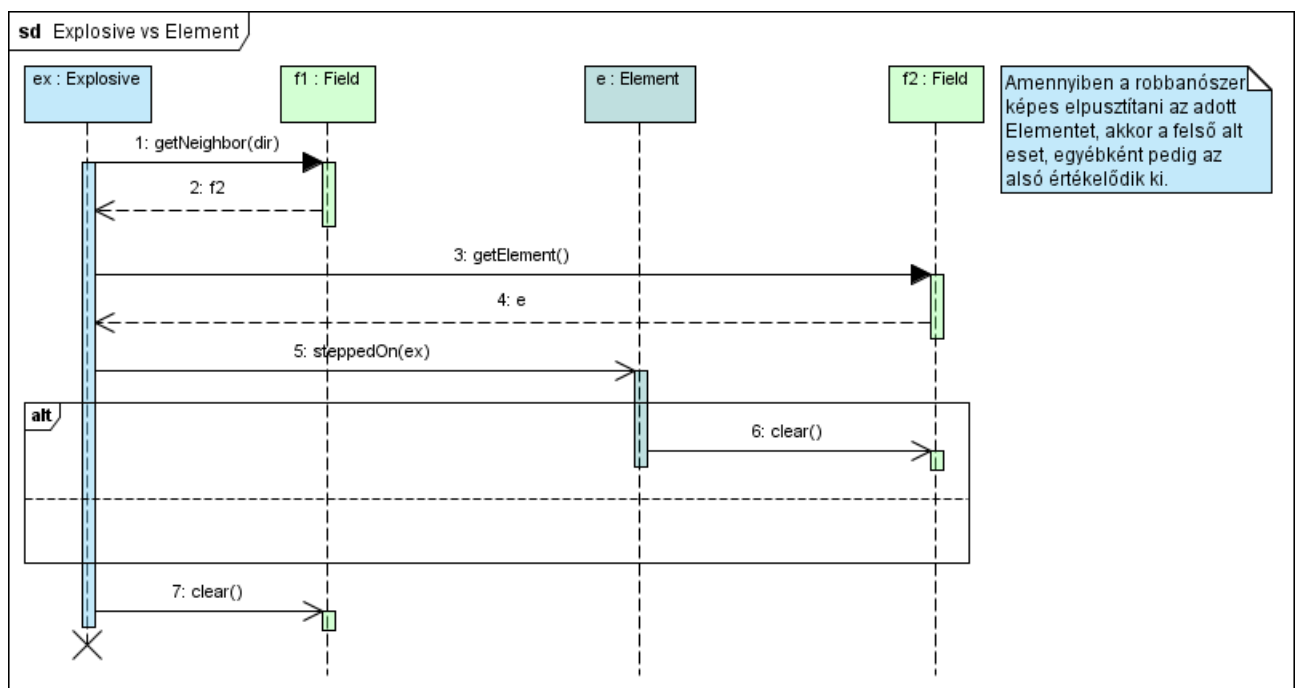 sd Explosive vs Element
ex : Explosive
f1 : Field
e : Element
f2 : Field
Amennyiben a robbanószer
képes elpusztítani az adott
Elementet, akkor a felső alt
eset, egyébként pedig az
alsó értékelődik ki.
1: getNeighbor(dir)
2: f2
3: getElement()
4: e
5: steppedOn(ex)
alt
6: clear()
7: clear()